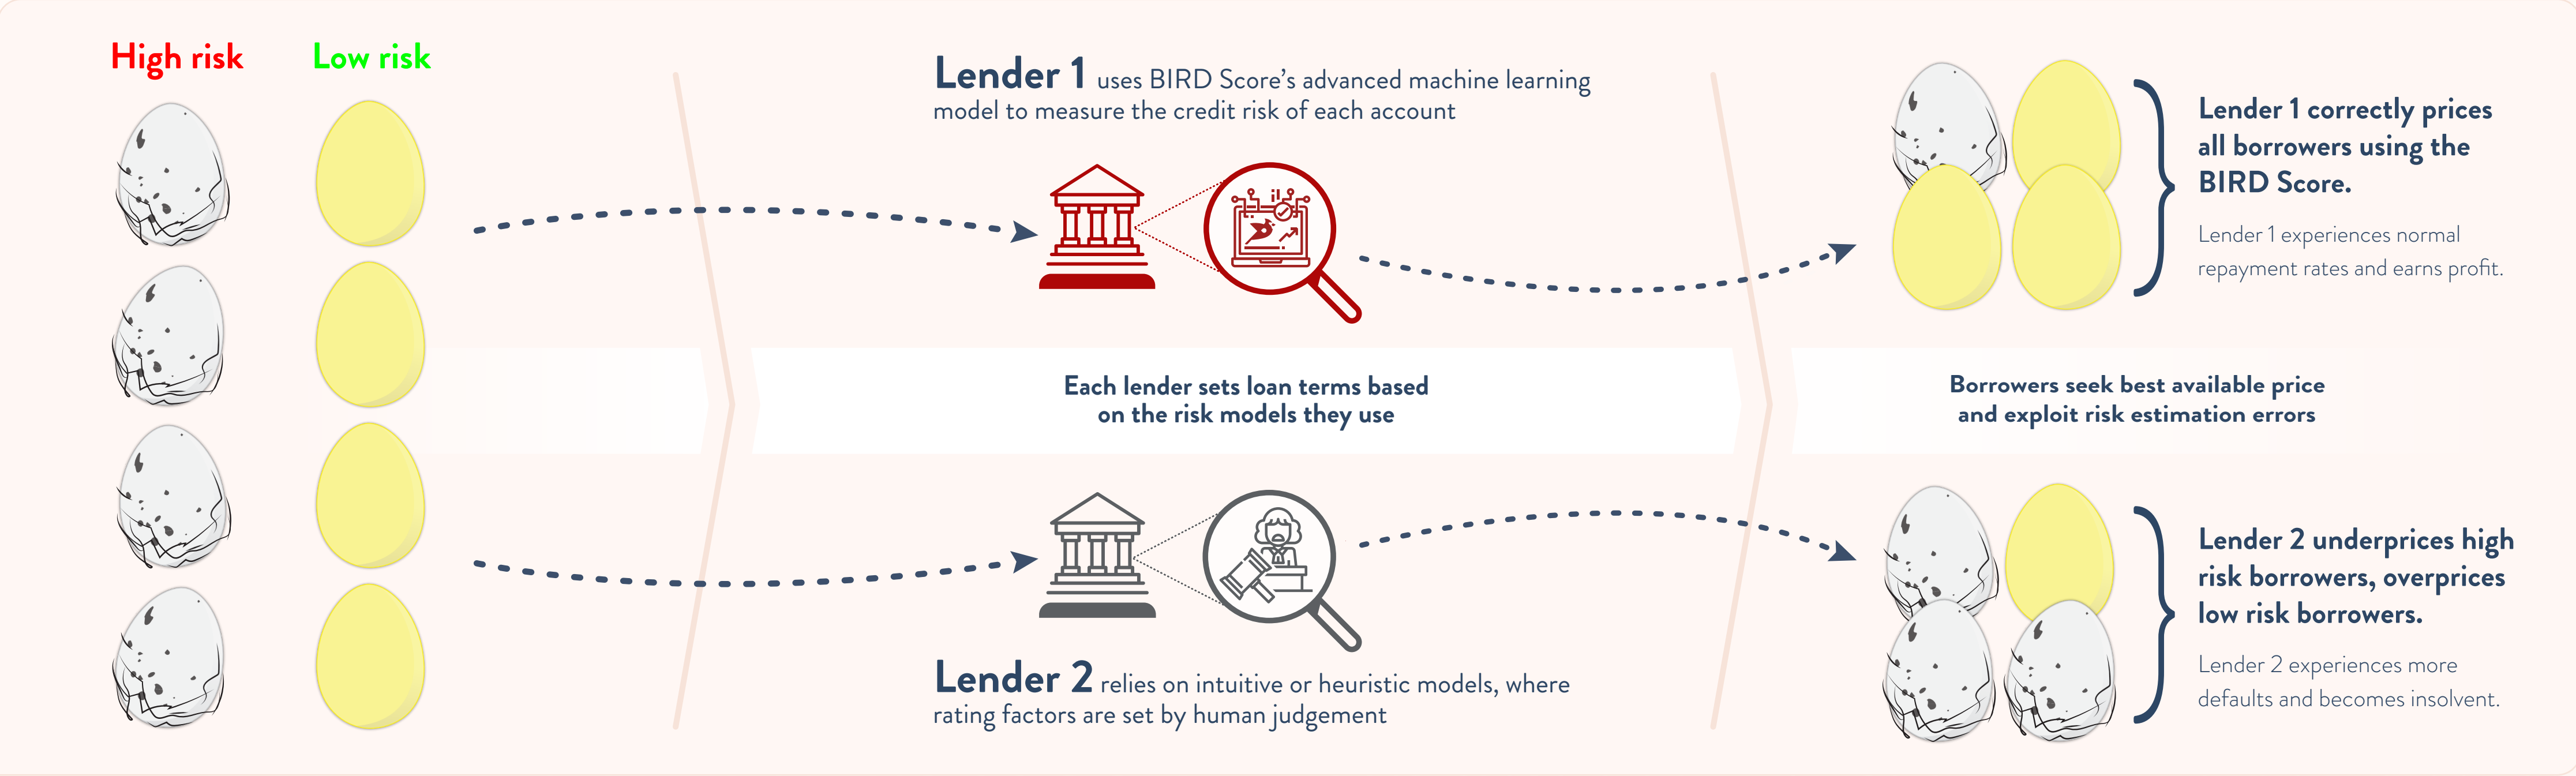 High risk
Low risk
Lender 1 uses BIRD Score's advanced machine learning
model to measure the credit risk of each account
Lender 1 correctly prices
all borrowers using the
BIRD Score.
Lender 1 experiences normal
repayment rates and earns profit.
Each lender sets loan terms based
on the risk models they use
Borrowers seek best available price
and exploit risk estimation errors
Lender 2 relies on intuitive or heuristic models, where
rating factors are set by human judgement
Lender 2 underprices high
risk borrowers, overprices
low risk borrowers.
Lender 2 experiences more
defaults and becomes insolvent.